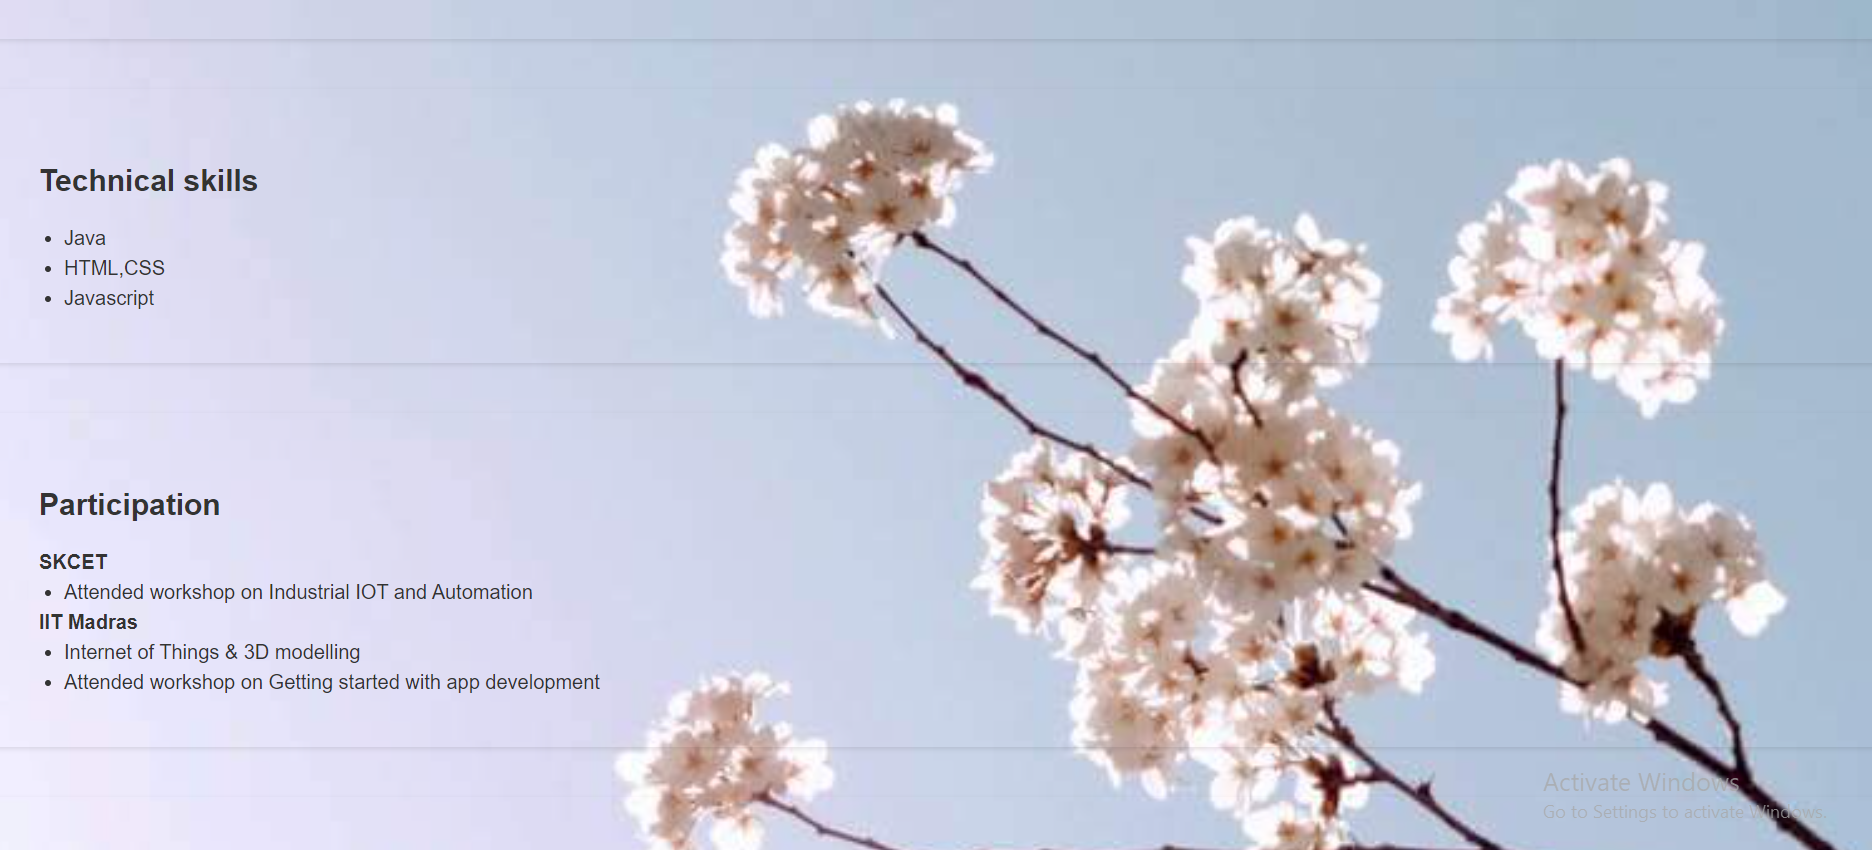 Technical skills
• Java
• HTML,CSS
• Javascript
Participation
SKCET
• Attended workshop on Industrial IOT and Automation
IIT Madras
• Internet of Things & 3D modelling
• Attended workshop on Getting started with app development
Activate Windows
Go to Settings to activate Windows.